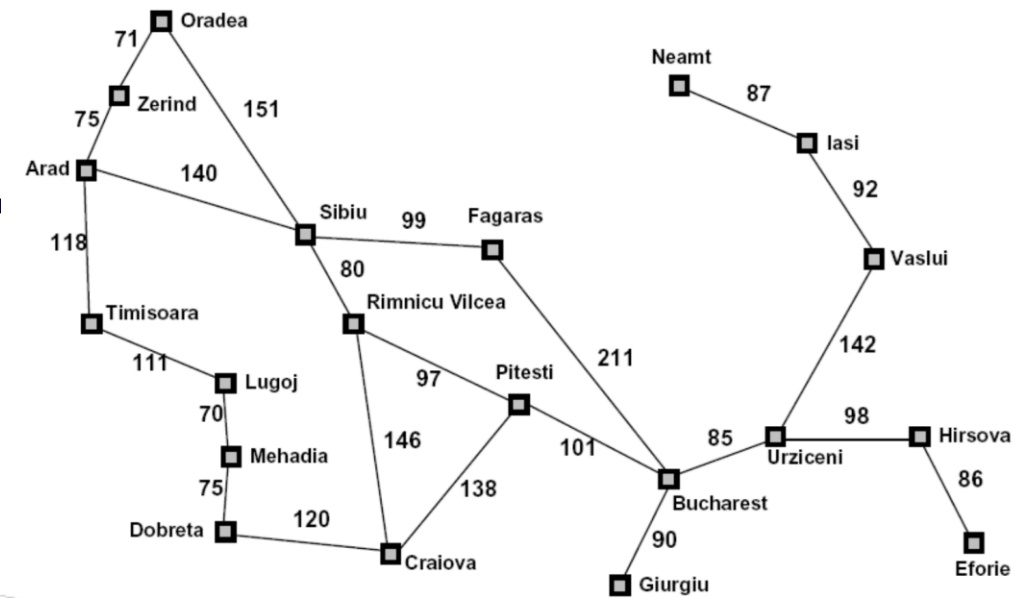 Oradea
71
Neamt
87
Zerind
151
75
Iasi
Arad
140
92
Sibiu
99
Fagaras
118
80
Vaslui
Rimnicu Vilcea
Timisoara
111
97
Pitesti
211
142
Lugoj
70
146
101
85
98
Hirsova
Mehadia
Urziceni
75
138
86
Bucharest
Dobreta
120
90
Craiova
Eforie
Giurgiu